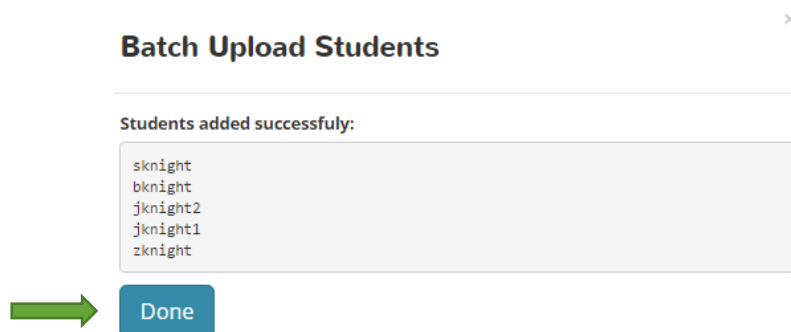 ×
Batch Upload Students
Students added successfuly:
sknight
bknight
jknight2
jknight1
zknight
Done